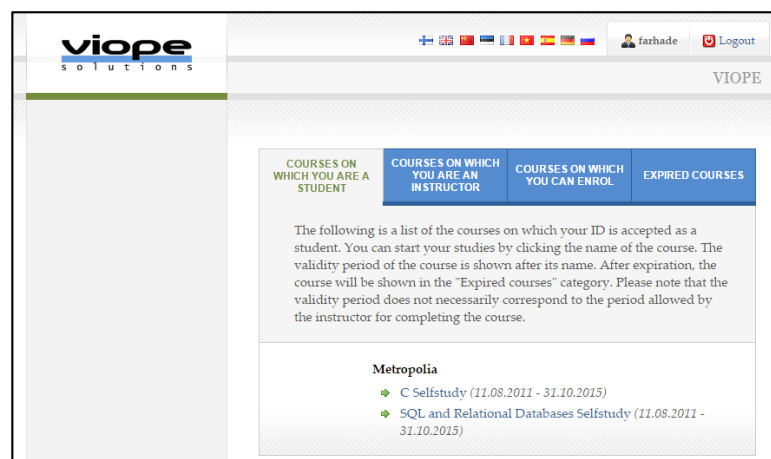 viope
solutions
farhade
Logout
VIOPE
COURSES ON
WHICH YOU ARE A
STUDENT
COURSES ON WHICH
YOU ARE AN
INSTRUCTOR
COURSES ON WHICH
YOU CAN ENROL
EXPIRED COURSES
The following is a list of the courses on which your ID is accepted as a
student. You can start your studies by clicking the name of the course. The
validity period of the course is shown after its name. After expiration, the
course will be shown in the "Expired courses" category. Please note that the
validity period does not necessarily correspond to the period allowed by
the instructor for completing the course.
Metropolia
C Selfstudy (11.08.2011 - 31.10.2015)
SQL and Relational Databases Selfstudy (11.08.2011 -
31.10.2015)